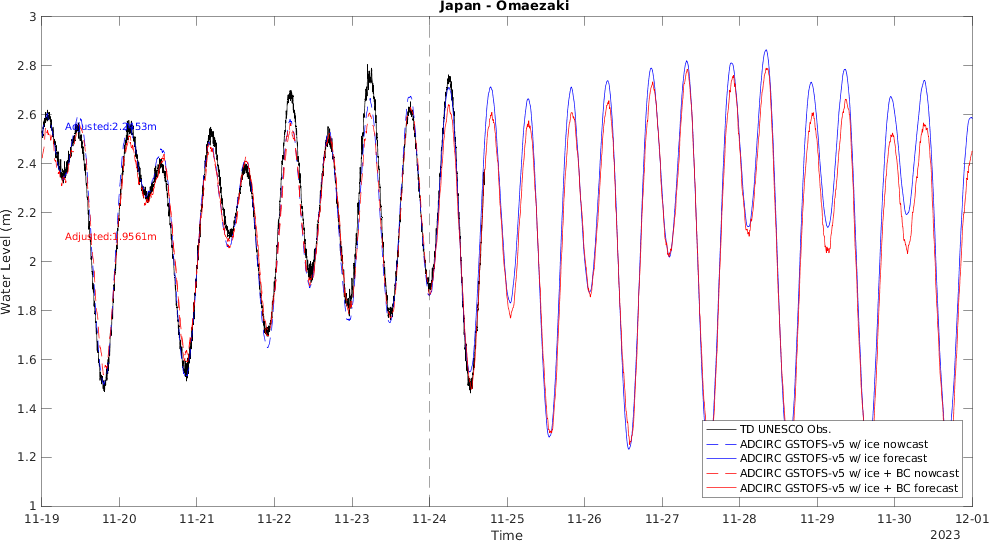 Japan - Omaezaki
3
2.8
2.6
2.4
2.2
2
1.8
1.6
1.4
1.2
1
Water Level (m)
Adjusted:1.9561m
TD UNESCO Obs.
ADCIRC GSTOFS-v5 w/ ice nowcast
ADCIRC GSTOFS-v5 w/ ice forecast
ADCIRC GSTOFS-v5 w/ ice + BC nowcast
ADCIRC GSTOFS-v5 w/ ice + BC forecast
11-19 11-20 11-21 11-22 11-23 11-24 11-25 11-26 11-27 11-28 11-29 11-30 12-01
Time
2023